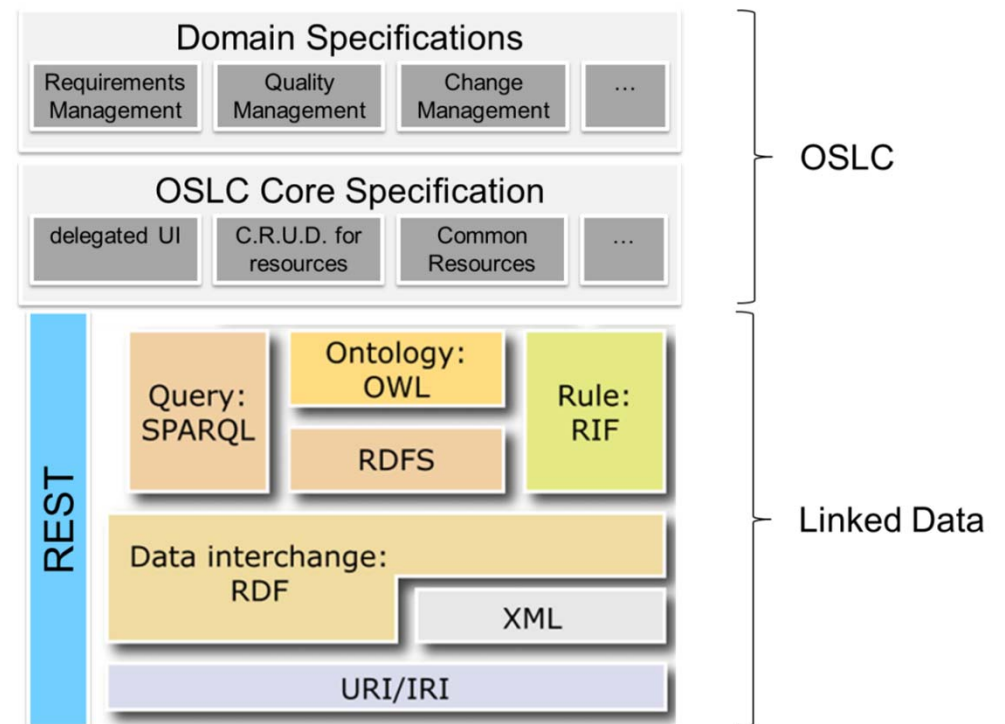 Domain Specifications
Requirements
Management
Quality
Management
Change
Management
...
OSLC
OSLC Core Specification
delegated UI
C.R.U.D. for
resources
Common
Resources
...
REST
Query:
SPARQL
Ontology:
OWL
RDFS
Rule:
RIF
Linked Data
Data interchange:
RDF
XML
URI/IRI